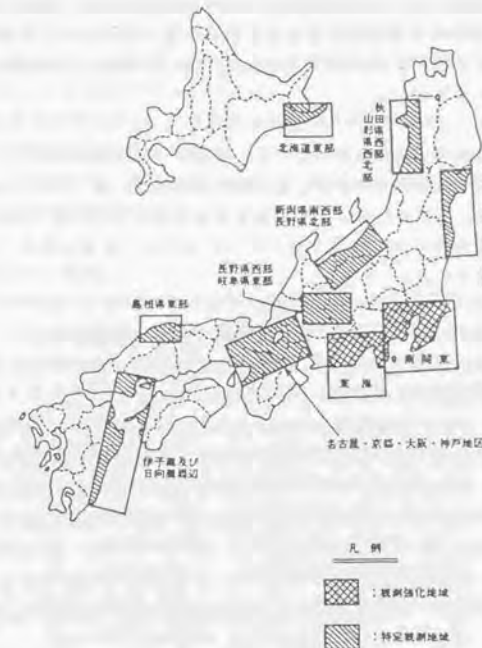 北海道東部
秋田県西部
山形県西北部
新潟県南西部
長野県北部
長野県西部
岐阜県東部
島根県東部
南関東
東海
名古屋・京都・大阪・神戸地区
伊予灘及び
日向灘周辺
凡例
:観測強化地域
:特定観測地域